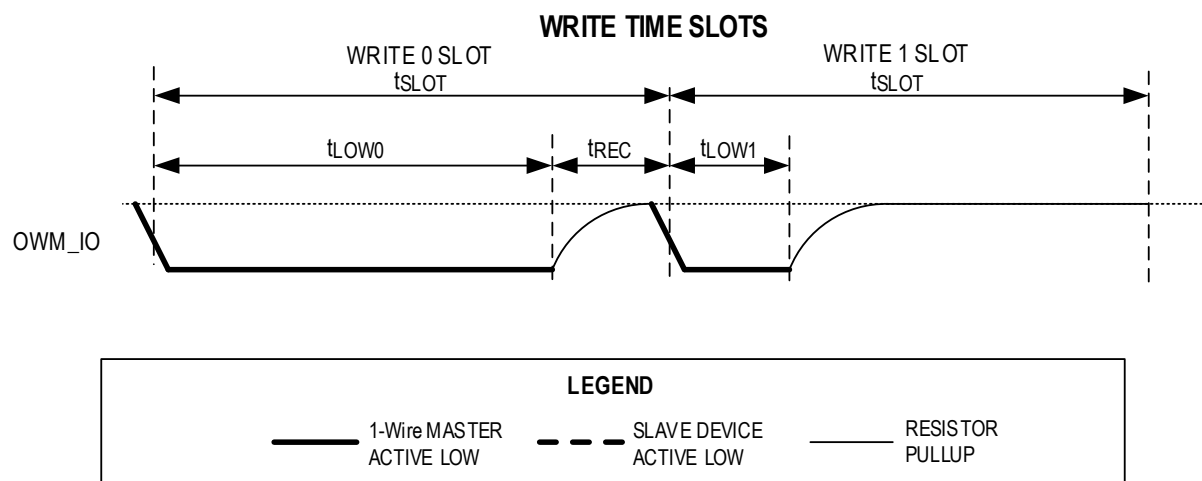 WRITE TIME SLOTS
WRITE 0 SLOT
tSLOT
WRITE 1 SLOT
tSLOT
tLOW0
tREC
tLOW1
OWM_IO
LEGEND
1-Wire MASTER
ACTIVE LOW
SLAVE DEVICE
ACTIVE LOW
RESISTOR
PULLUP